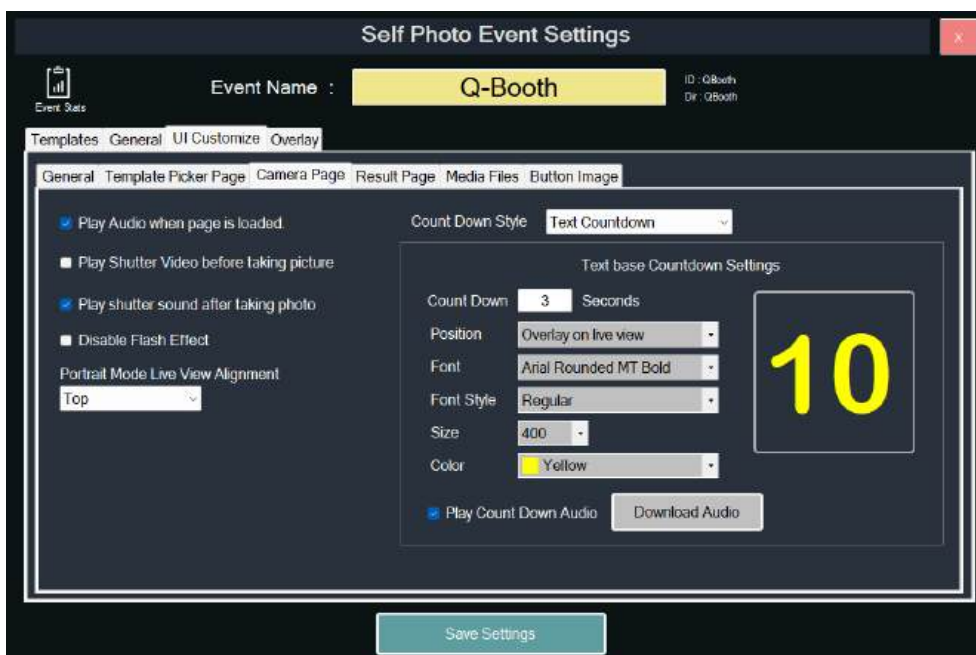 Self Photo Event Settings
x
Event Stats
Event Name :
Q-Booth
ID : QBooth
Dir : QBooth
Templates General UI Customize Overlay
General Template Picker Page Camera Page Result Page Media Files Button Image
Play Audio when page is loaded.
Play Shutter Video before taking picture
Play shutter sound after taking photo
Disable Flash Effect
Portrait Mode Live View Alignment
Top
Count Down Style Text Countdown
Text base Countdown Settings
Count Down 3 Seconds
Position Overlay on live view
Font Arial Rounded MT Bold
Font Style Regular
Size 400
Color Yellow
10
Play Count Down Audio Download Audio
Save Settings